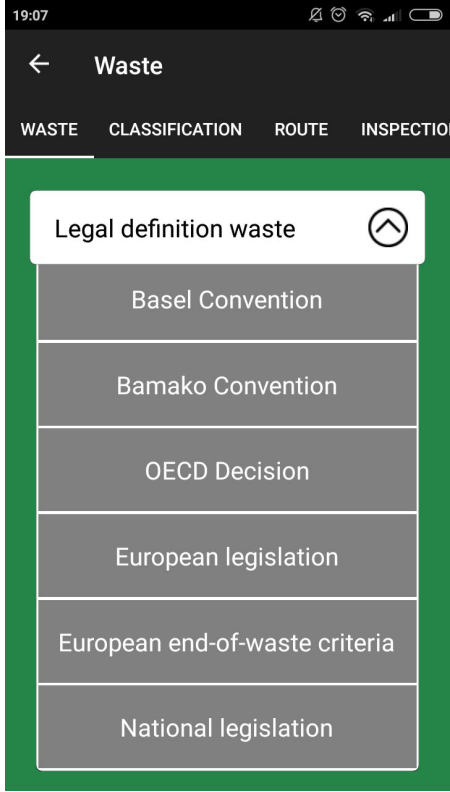 19:07
Waste
WASTE CLASSIFICATION ROUTE INSPECTIO
Legal definition waste
Basel Convention
Bamako Convention
OECD Decision
European legislation
European end-of-waste criteria
National legislation